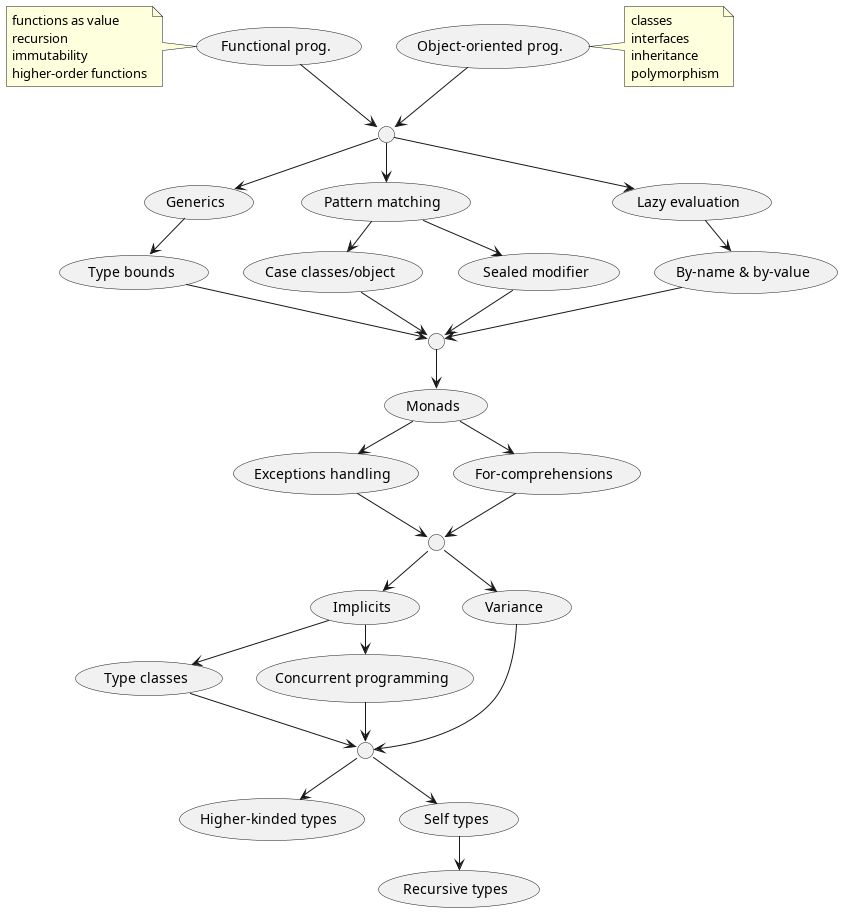 functions as value
recursion
immutability
higher-order functions
Functional prog.
Object-oriented prog.
classes
interfaces
inheritance
polymorphism
Generics
Pattern matching
Lazy evaluation
Type bounds
Case classes/object
Sealed modifier
By-name & by-value
Monads
Exceptions handling
For-comprehensions
Implicits
Variance
Type classes
Concurrent programming
Higher-kinded types
Self types
Recursive types